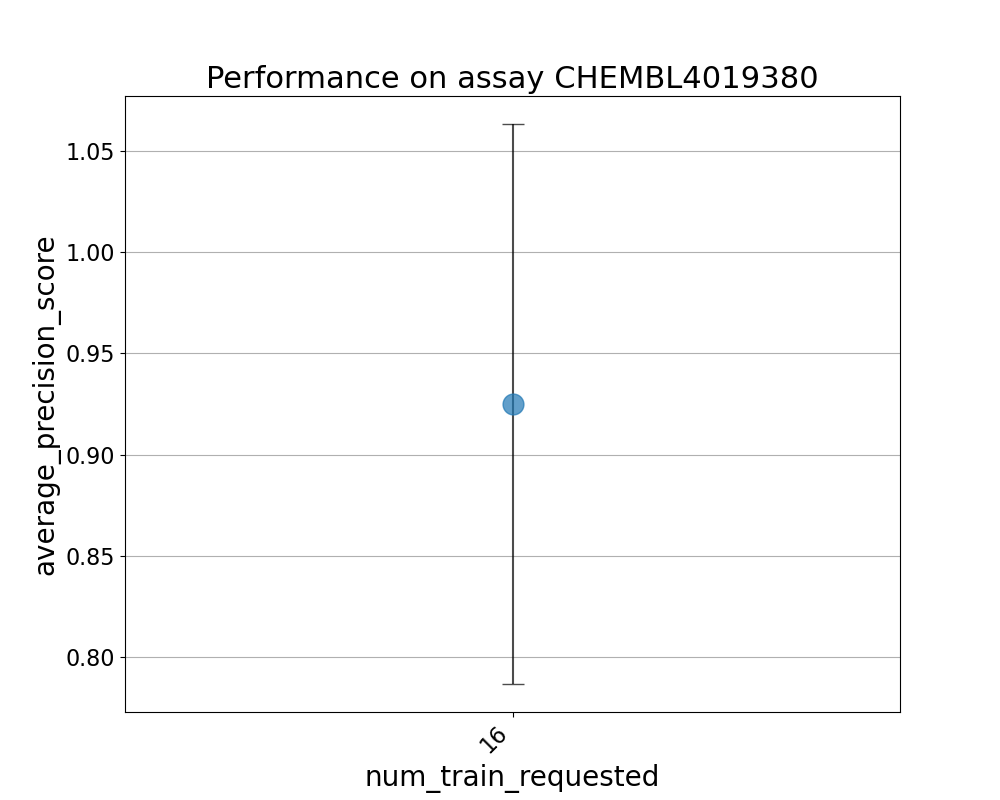 Performance on assay CHEMBL4019380
average_precision_score
1.05
1.00
0.95
0.90
0.85
0.80
16
num_train_requested